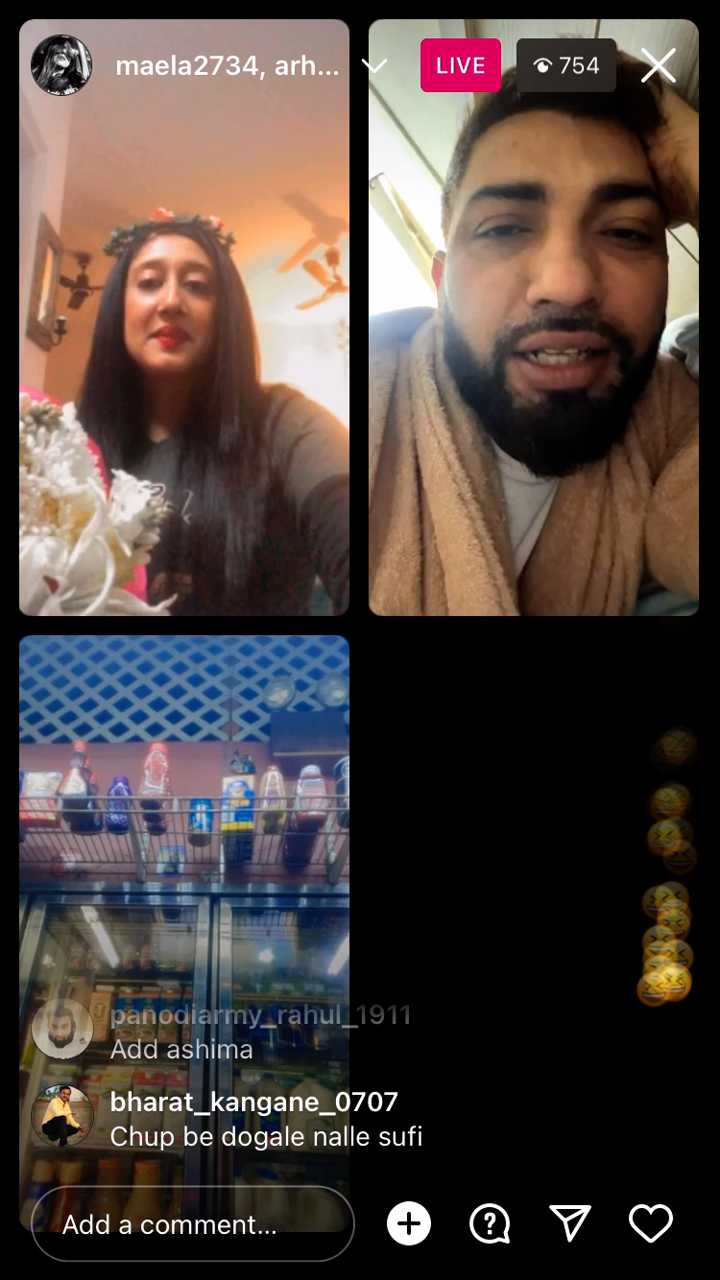 maela2734, arh...
LIVE
754
panodiarmy_rahul_1911
Add ashima
bharat_kangane_0707
Chup be dogale nalle sufi
Add a comment...